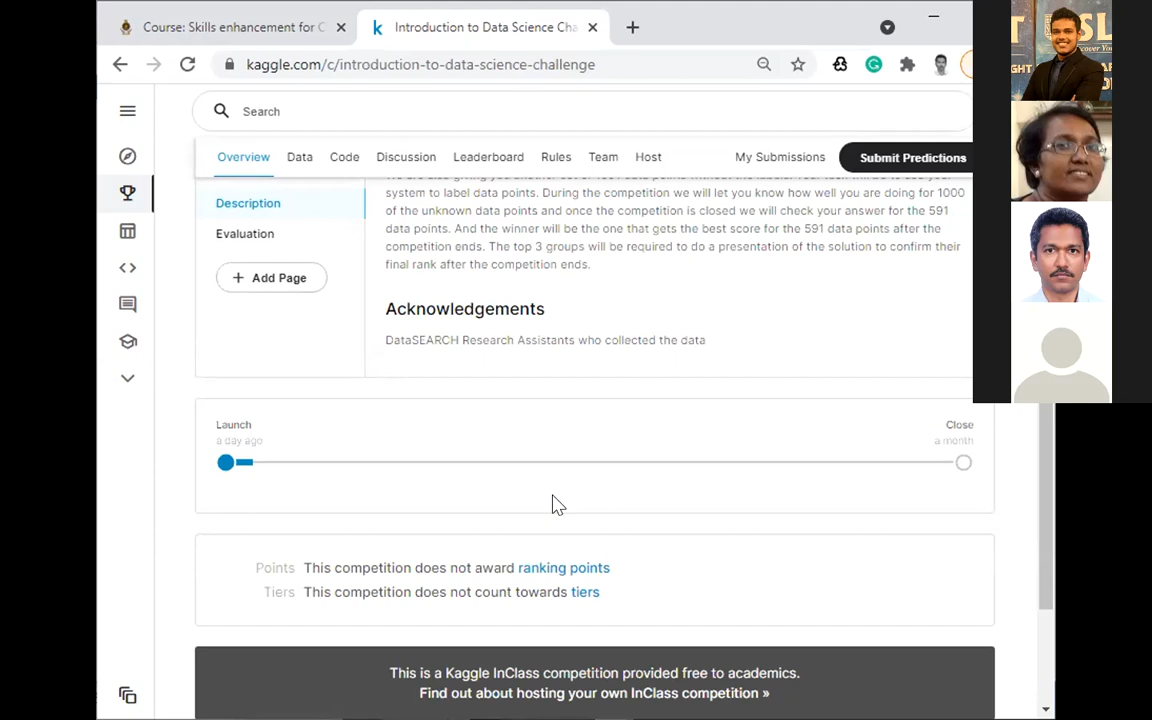 Course: Skills enhancement for
Introduction to Data Science Cha
kaggle.com/c/introduction-to-data-science-challenge
Search
Overview Data Code Discussion Leaderboard Rules Team Host My Submissions Submit Predictions
Description
Evaluation
+ Add Page
system to label data points. During the competition we will let you know how well you are doing for 1000
of the unknown data points and once the competition is closed we will check your answer for the 591
data points. And the winner will be the one that gets the best score for the 591 data points after the
competition ends. The top 3 groups will be required to do a presentation of the solution to confirm their
final rank after the competition ends.
Acknowledgements
DataSEARCH Research Assistants who collected the data
Launch
a day ago
Close
a month
Points This competition does not award ranking points
Tiers This competition does not count towards tiers
This is a Kaggle InClass competition provided free to academics.
Find out about hosting your own InClass competition »